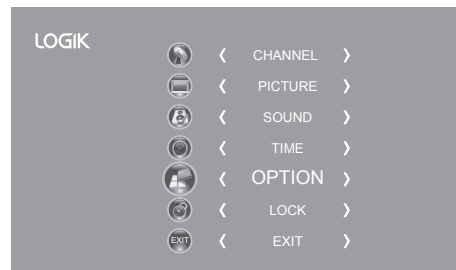 LOGIK
CHANNEL
PICTURE
SOUND
TIME
OPTION
LOCK
EXIT EXIT